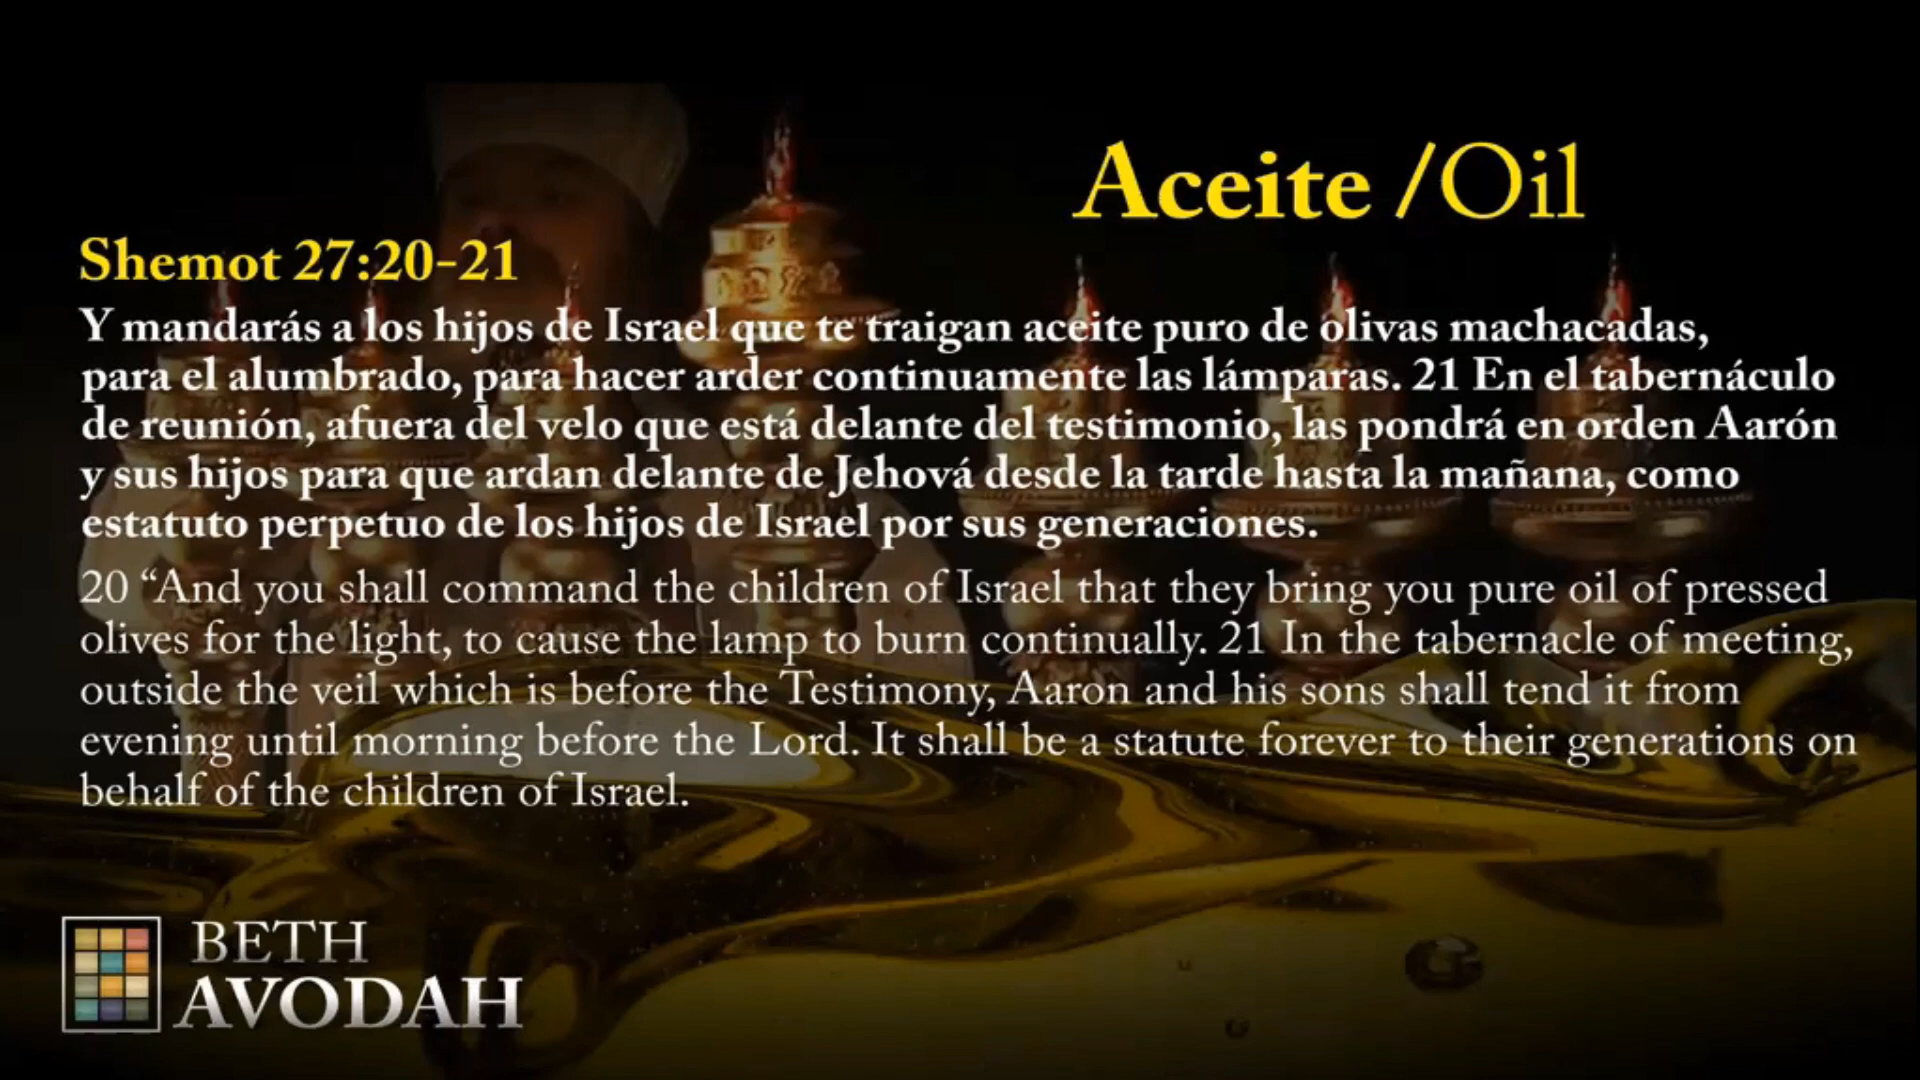 Aceite /Oil
Shemot 27:20-21
Y mandarás a los hijos de Israel que te traigan aceite puro de olivas machacadas,
para el alumbrado, para hacer arder continuamente las lámparas. 21 En el tabernáculo
de reunión, afuera del velo que está delante del testimonio, las pondrá en orden Aarón
y sus hijos para que ardan delante de Jehová desde la tarde hasta la mañana, como
estatuto perpetuo de los hijos de Israel por sus generaciones.
20 “And you shall command the children of Israel that they bring you pure oil of pressed
olives for the light, to cause the lamp to burn continually. 21 In the tabernacle of meeting,
outside the veil which is before the Testimony, Aaron and his sons shall tend it from
evening until morning before the Lord. It shall be a statute forever to their generations on
behalf of the children of Israel.
BETH
AVODAH